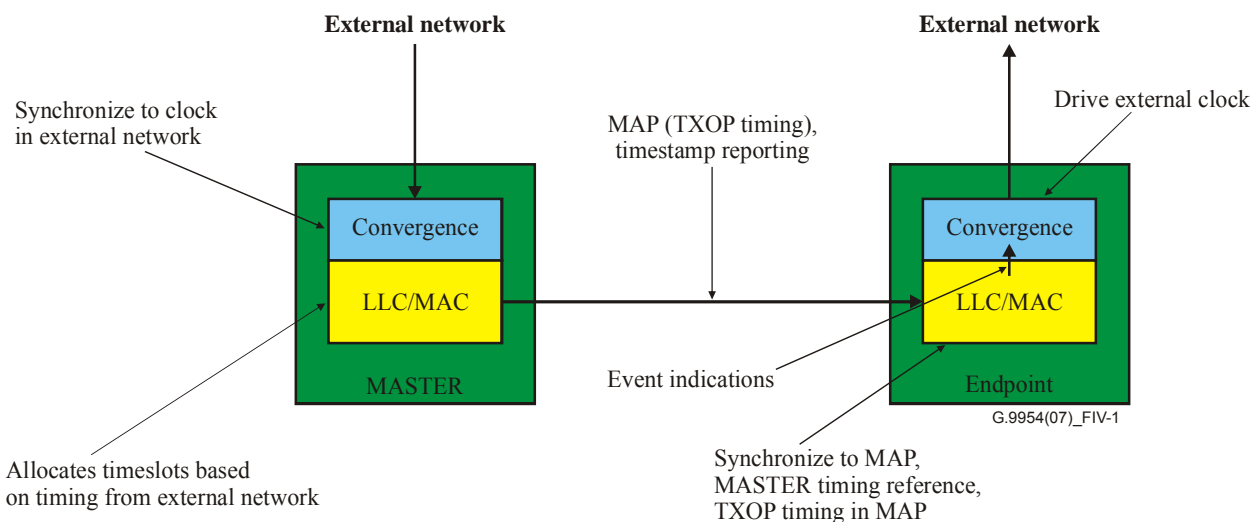 External network
External network
Synchronize to clock
in external network
Drive external clock
MAP (TXOP timing),
timestamp reporting
Convergence
Convergence
LLC/MAC
LLC/MAC
MASTER
Event indications
Endpoint
G.9954(07)_FIV-1
Allocates timeslots based
on timing from external network
Synchronize to MAP,
MASTER timing reference,
TXOP timing in MAP